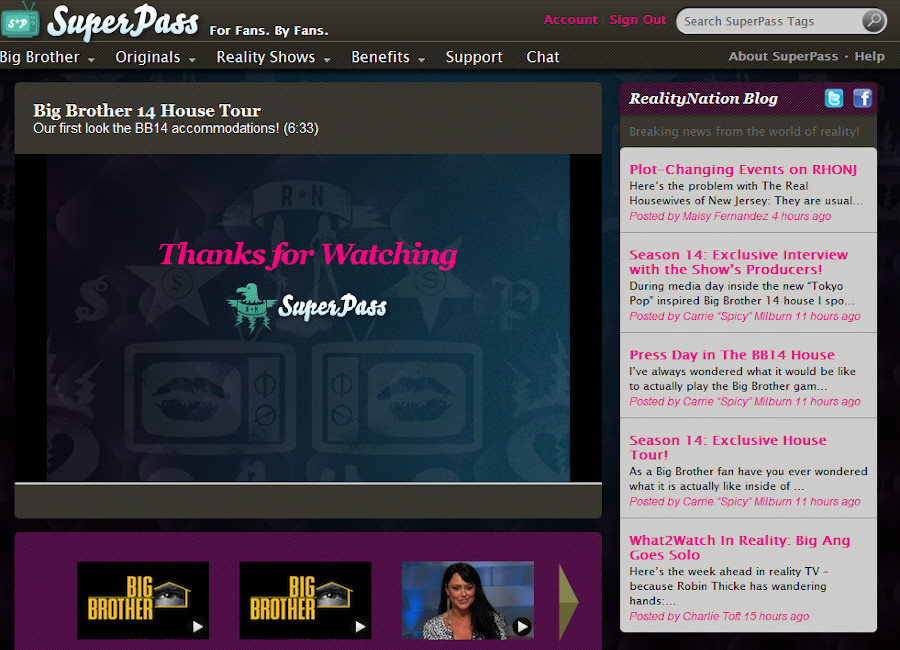 S*P SuperPass For Fans. By Fans.
Account | Sign Out
Search SuperPass Tags
Big Brother Originals Reality Shows Benefits Support Chat
About SuperPass · Help
Big Brother 14 House Tour
Our first look the BB14 accommodations! (6:33)
R★N
Thanks for Watching
R★N
SuperPass
BIG
BROTHER
BIG
BROTHER
RealityNation Blog
Breaking news from the world of reality!
Plot-Changing Events on RHONJ
Here's the problem with The Real
Housewives of New Jersey: They are usual...
Posted by Maisy Fernandez 4 hours ago
Season 14: Exclusive Interview
with the Show's Producers!
During media day inside the new "Tokyo
Pop" inspired Big Brother 14 house I spo...
Posted by Carrie "Spicy" Milburn 11 hours ago
Press Day in The BB14 House
I've always wondered what it would be like
to actually play the Big Brother gam...
Posted by Carrie "Spicy" Milburn 11 hours ago
Season 14: Exclusive House
Tour!
As a Big Brother fan have you ever wondered
what it is actually like inside of ...
Posted by Carrie "Spicy" Milburn 11 hours ago
What2Watch In Reality: Big Ang
Goes Solo
Here's the week ahead in reality TV -
because Robin Thicke has wandering
hands:...
Posted by Charlie Toft 15 hours ago